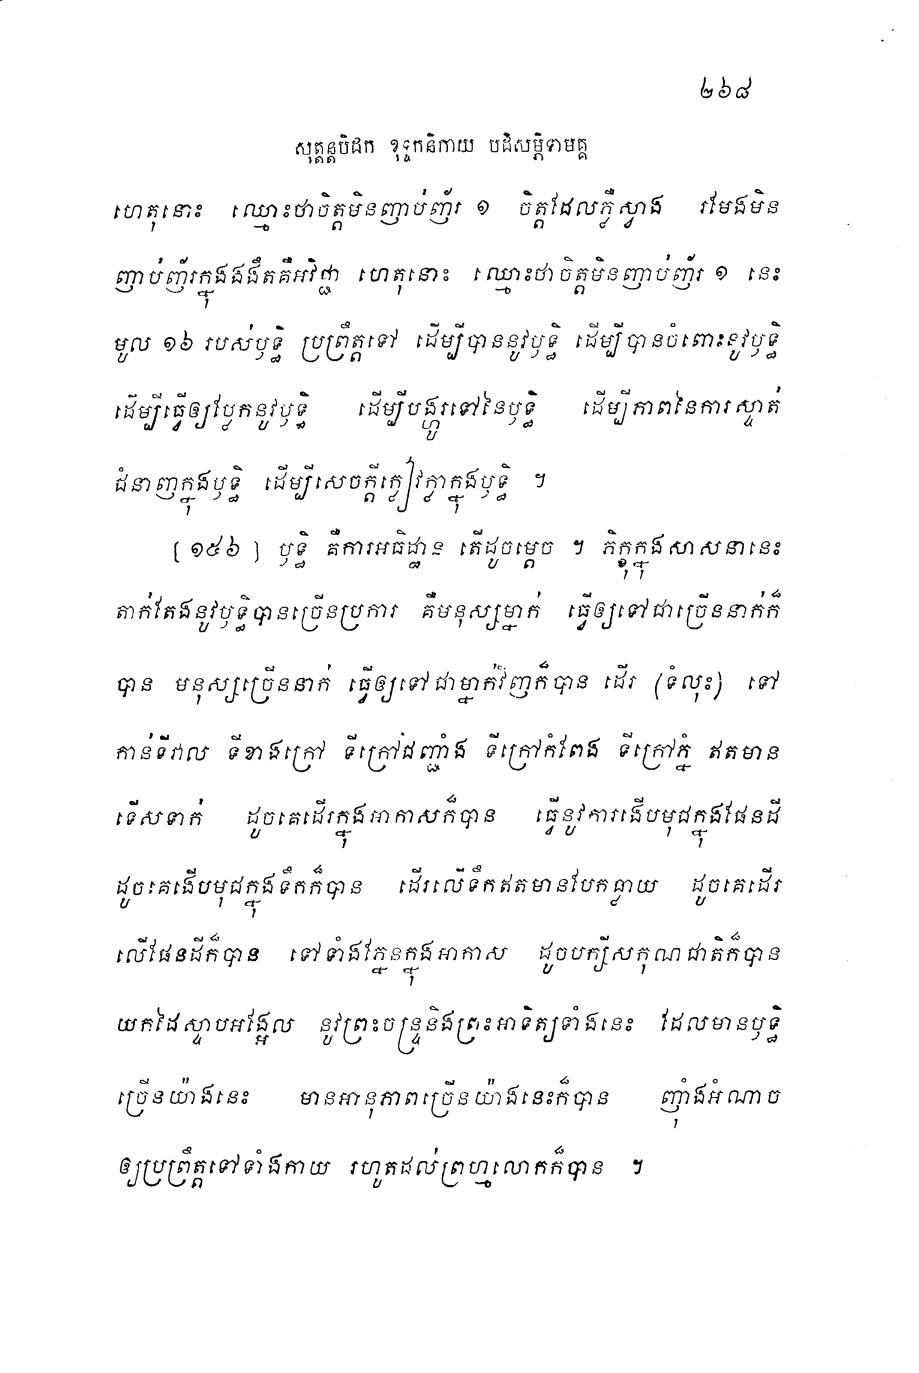 ២៦៨
សុត្តន្តបិដក ខុទ្ទកនិកាយ បដិសម្ភិទាមគ្គ
ហេតុនោះ ឈ្មោះថាចិត្តមិនញាប់ញ័រ ១ ចិត្តដែលភ្លឺស្វាង រមែងមិន
ញាប់ញ័រក្នុងងងឹតគឺអវិជ្ជា ហេតុនោះ ឈ្មោះថាចិត្តមិនញាប់ញ័រ ១ នេះ
មូល ១៦ របស់ឫទ្ធិ ប្រព្រឹត្តទៅ ដើម្បីបាននូវឫទ្ធិ ដើម្បីបានចំពោះនូវឫទ្ធិ
ដើម្បីធ្វើឲ្យប្លែកនូវឫទ្ធិ ដើម្បីបង្ហូរទៅនៃឫទ្ធិ ដើម្បីភាពនៃការស្ទាត់
ជំនាញក្នុងឫទ្ធិ ដើម្បីសេចក្តីក្លៀវក្លាក្នុងឫទ្ធិ ។
[១៥៦] ឫទ្ធិ គឺការអធិដ្ឋាន តើដូចម្តេច ។ ភិក្ខុក្នុងសាសនានេះ
តាក់តែងនូវឫទ្ធិបានច្រើនប្រការ គឺមនុស្សម្នាក់ ធ្វើឲ្យទៅជាច្រើននាក់ក៏
បាន មនុស្សច្រើននាក់ ធ្វើឲ្យទៅជាម្នាក់វិញក៏បាន ដើរ (ទំលុះ) ទៅ
កាន់ទីវាល ទីខាងក្រៅ ទីក្រៅជញ្ជាំង ទីក្រៅកំពែង ទីក្រៅភ្នំ ឥតមាន
ទើសទាក់ ដូចគេដើរក្នុងអាកាសក៏បាន ធ្វើនូវការងើបមុជក្នុងផែនដី
ដូចគេងើបមុជក្នុងទឹកក៏បាន ដើរលើទឹកឥតមានបែកធ្លាយ ដូចគេដើរ
លើផែនដីក៏បាន ទៅទាំងភ្នែនក្នុងអាកាស ដូចបក្សីសកុណជាតិក៏បាន
យកដៃស្ទាបអង្អែល នូវព្រះចន្ទ្រនិងព្រះអាទិត្យទាំងនេះ ដែលមានឫទ្ធិ
ច្រើនយ៉ាងនេះ មានអានុភាពច្រើនយ៉ាងនេះក៏បាន ញ៉ាំងអំណាច
ឲ្យប្រព្រឹត្តទៅទាំងកាយ រហូតដល់ព្រហ្មលោកក៏បាន ។